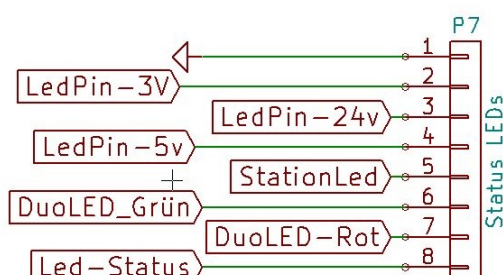 P7
1
LedPin-3V 2
LedPin-24v 3
LedPin-5v 4
StationLed 5
DuoLED_Grün 6
DuoLED-Rot 7
Led-Status 8
Status LEDs